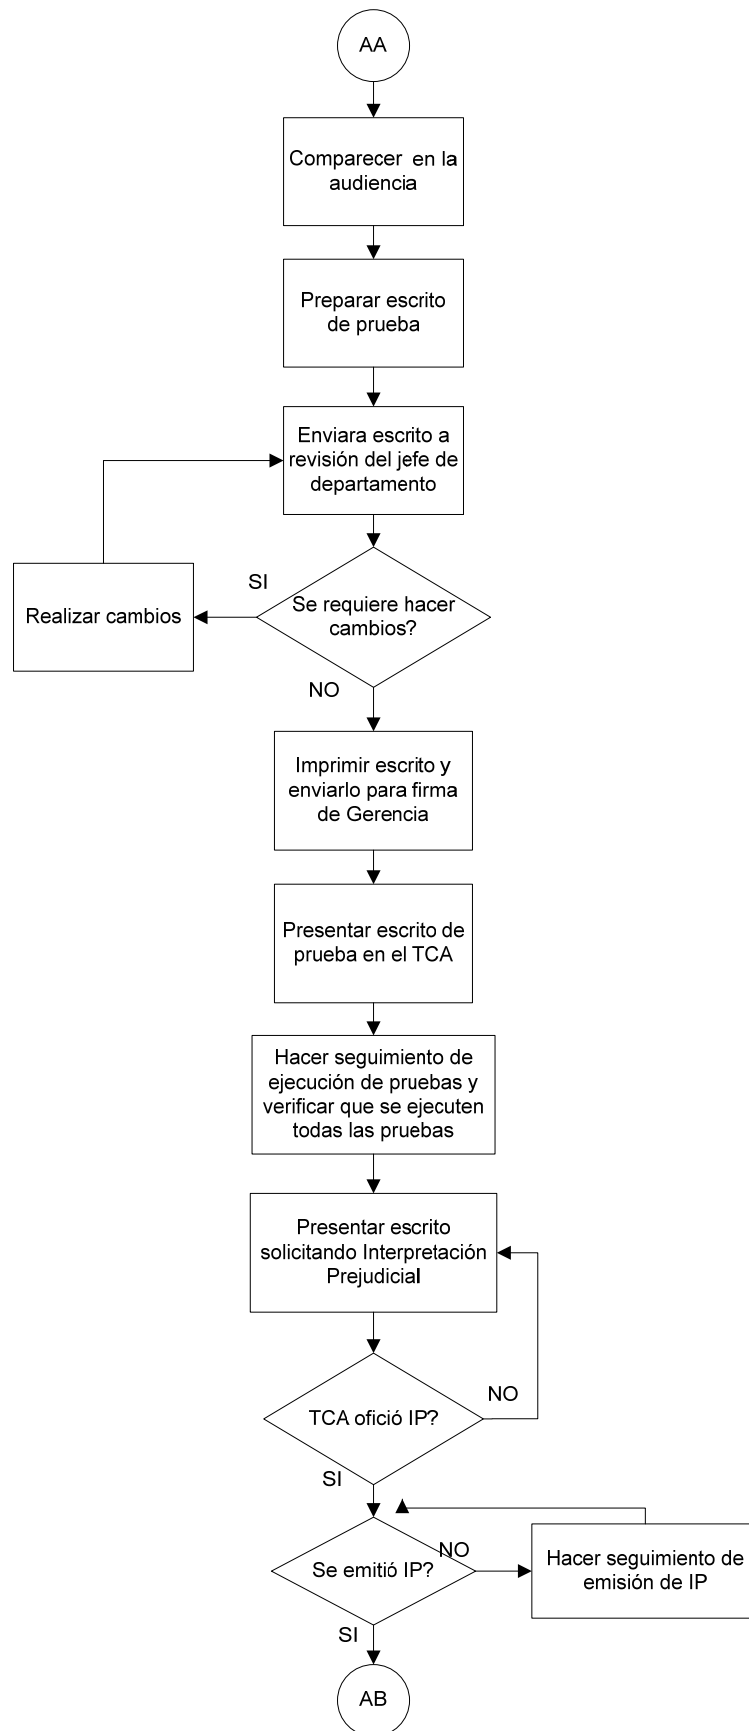 AA
Comparecer en la
audiencia
Preparar escrito
de prueba
Enviara escrito a
revisión del jefe de
departamento
SI
Se requiere hacer
cambios?
Realizar cambios
NO
Imprimir escrito y
enviarlo para firma
de Gerencia
Presentar escrito de
prueba en el TCA
Hacer seguimiento de
ejecución de pruebas y
verificar que se ejecuten
todas las pruebas
Presentar escrito
solicitando Interpretación
Prejudicial
NO
TCA ofició IP?
SI
NO
Se emitió IP?
Hacer seguimiento de
emisión de IP
SI
AB